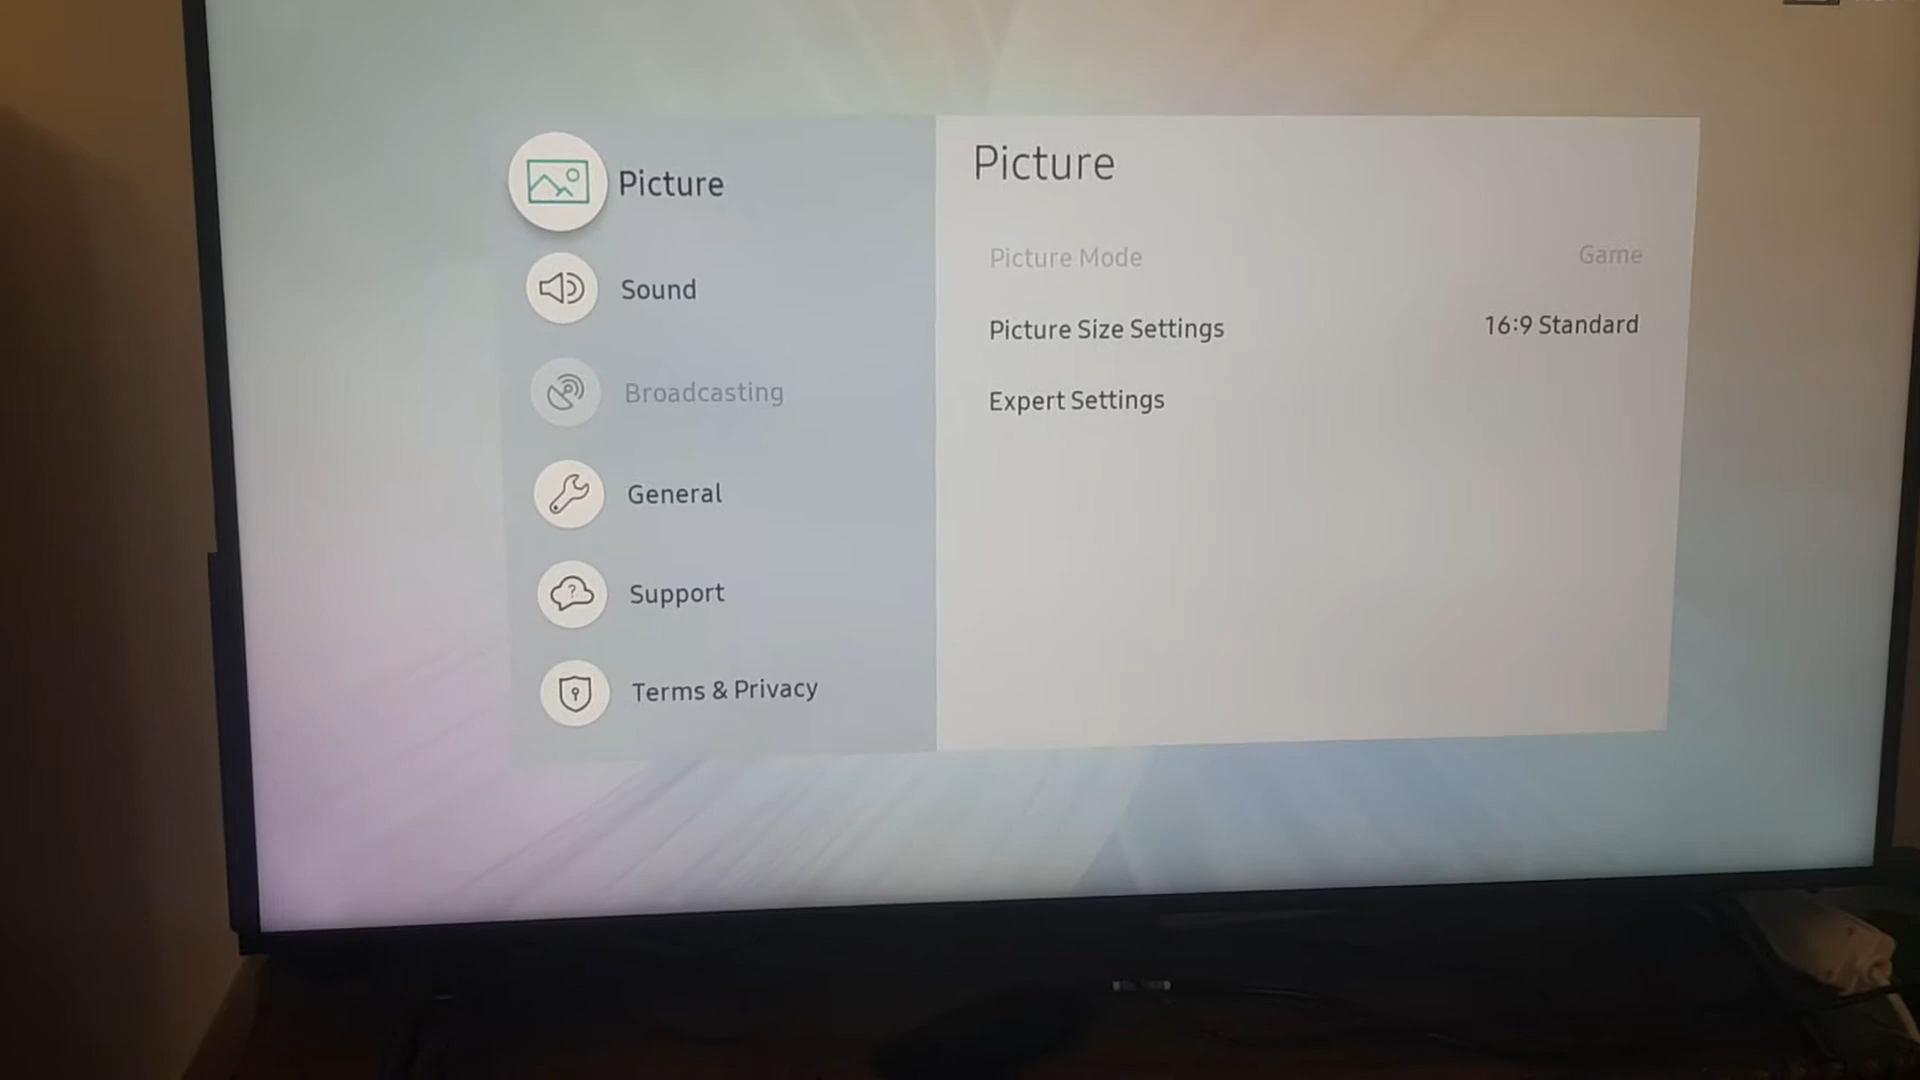 Picture
Sound
Broadcasting
General
Support
Terms & Privacy
Picture
Picture Mode Game
Picture Size Settings 16:9 Standard
Expert Settings